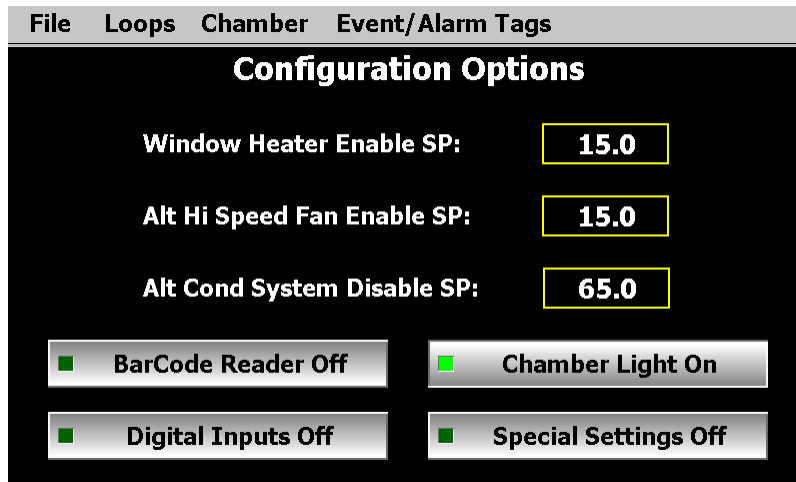 File Loops Chamber Event/Alarm Tags
Configuration Options
Window Heater Enable SP: 15.0
Alt Hi Speed Fan Enable SP: 15.0
Alt Cond System Disable SP: 65.0
BarCode Reader Off Chamber Light On
Digital Inputs Off Special Settings Off